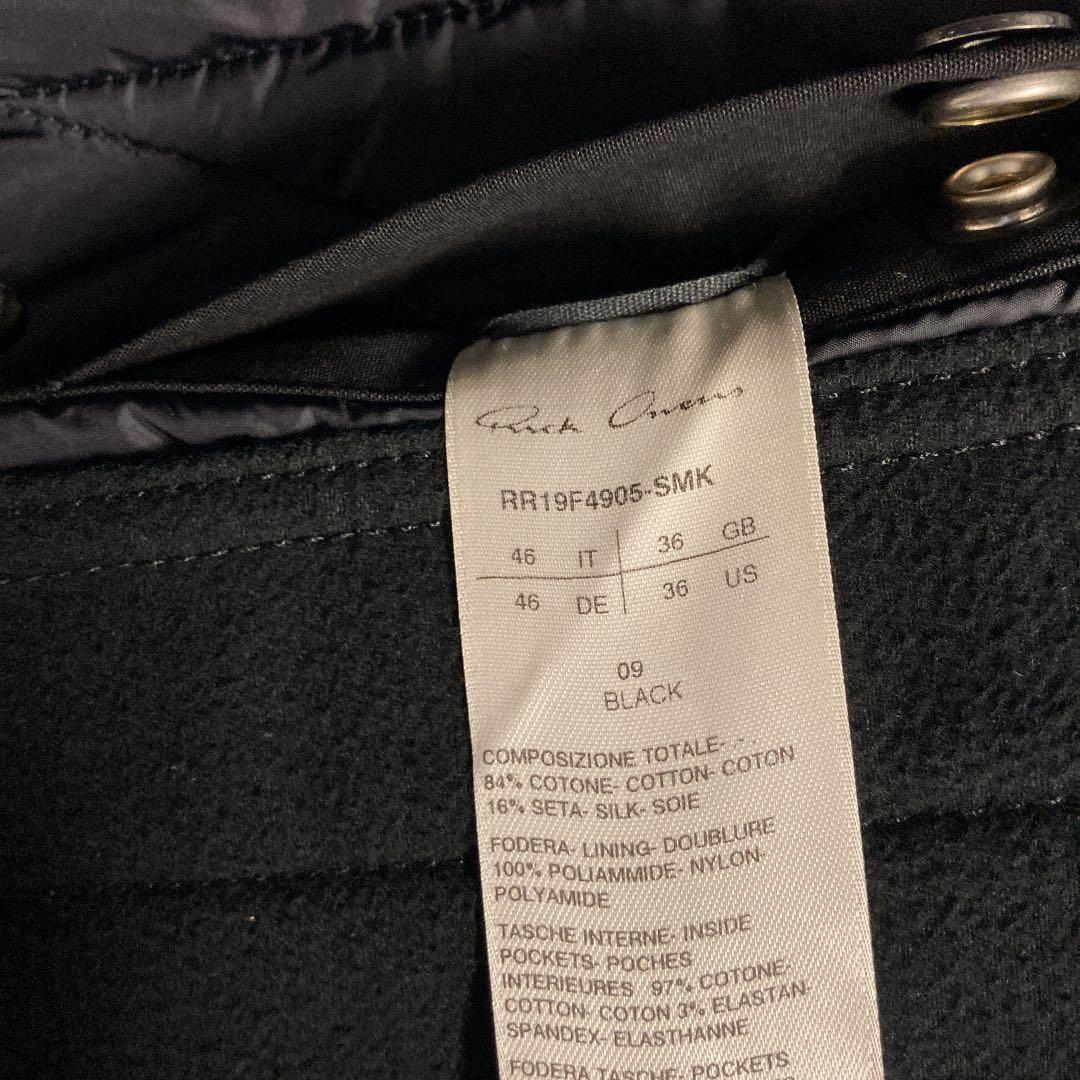 Rick Owens
RR19F4905-SMK
46 IT 36 GB
46 DE 36 US
09
BLACK
COMPOSIZIONE TOTALE- - .
84% COTONE- COTTON- COTON
16% SETA- SILK- SOIE
FODERA- LINING- DOUBLURE
100% POLIAMMIDE- NYLON-
POLYAMIDE
TASCHE INTERNE- INSIDE
POCKETS- POCHES
INTERIEURES 97% COTONE-
COTTON- COTON 3% ELASTAN-
SPANDEX- ELASTHANNE
FODERA TASCHE- POCKETS